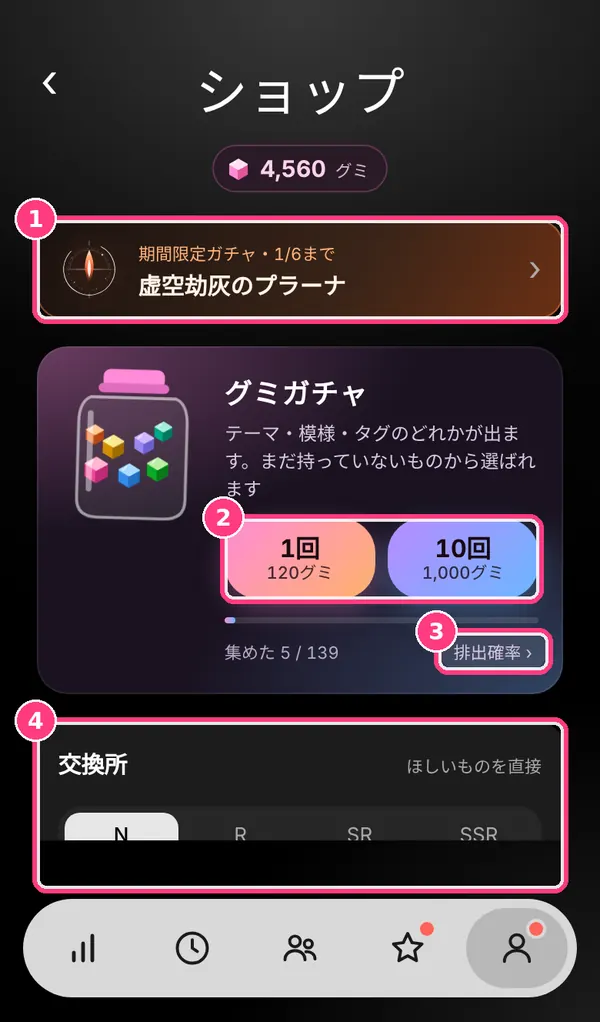 ショップ
4,560 グミ
1
期間限定ガチャ・1/6まで
虚空劫灰のプラーナ
グミガチャ
テーマ・模様・タグのどれかが出ま
す。まだ持っていないものから選ばれ
ます
2
1回
120グミ
10回
1,000グミ
3
集めた 5 / 139
排出確率 ›
4
交換所
ほしいものを直接
N
R
SR
SSR